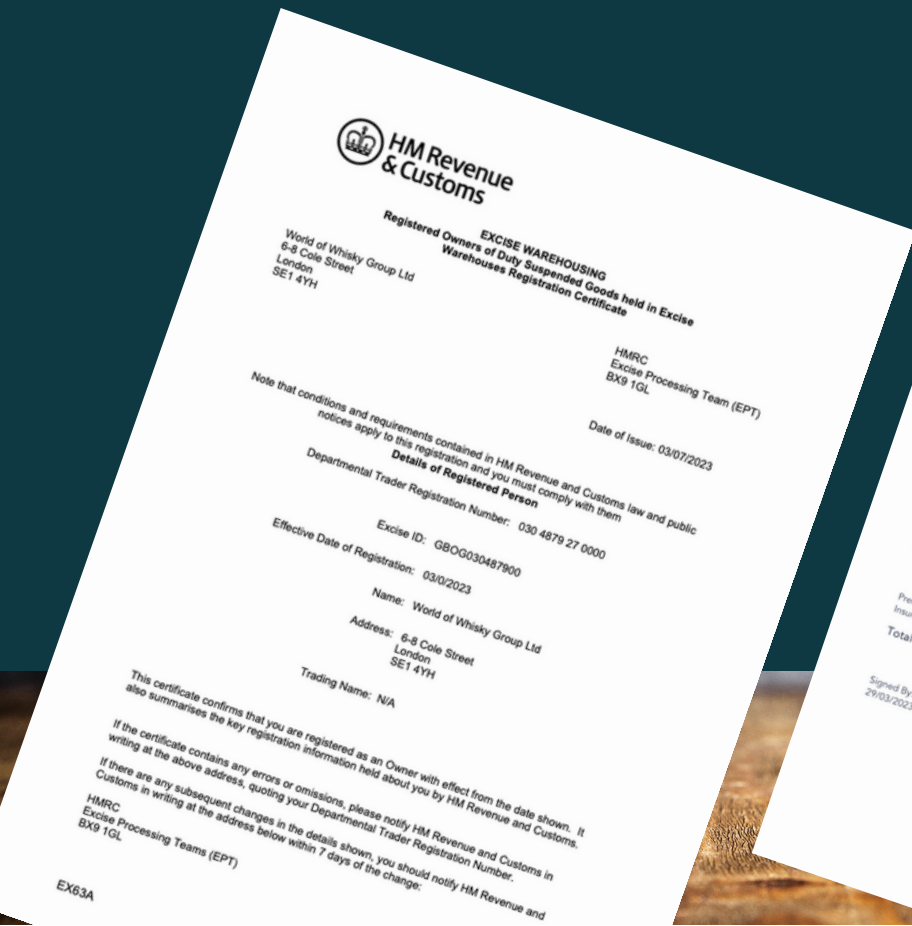 HM Revenue
& Customs
EXCISE WAREHOUSING
Registered Owners of Duty Suspended Goods held in Excise
Warehouses Registration Certificate
World of Whisky Group Ltd
6-8 Cole Street
London
SE1 4YH
HMRC
Excise Processing Team (EPT)
BX9 1GL
Date of Issue: 03/07/2023
Note that conditions and requirements contained in HM Revenue and Customs law and public
notices apply to this registration and you must comply with them
Details of Registered Person
Departmental Trader Registration Number: 030 4879 27 0000
Excise ID: GBOG030487900
Effective Date of Registration: 03/0/2023
Name: World of Whisky Group Ltd
Address: 6-8 Cole Street
London
SE1 4YH
Trading Name: N/A
This certificate confirms that you are registered as an Owner with effect from the date shown. It
also summarises the key registration information held about you by HM Revenue and Customs.
If the certificate contains any errors or omissions, please notify HM Revenue and Customs in
writing at the above address, quoting your Departmental Trader Registration Number.
If there are any subsequent changes in the details shown, you should notify HM Revenue and
Customs in writing at the address below within 7 days of the change:
HMRC
Excise Processing Teams (EPT)
BX9 1GL
EX63A
Total
Signed By
29/03/2023